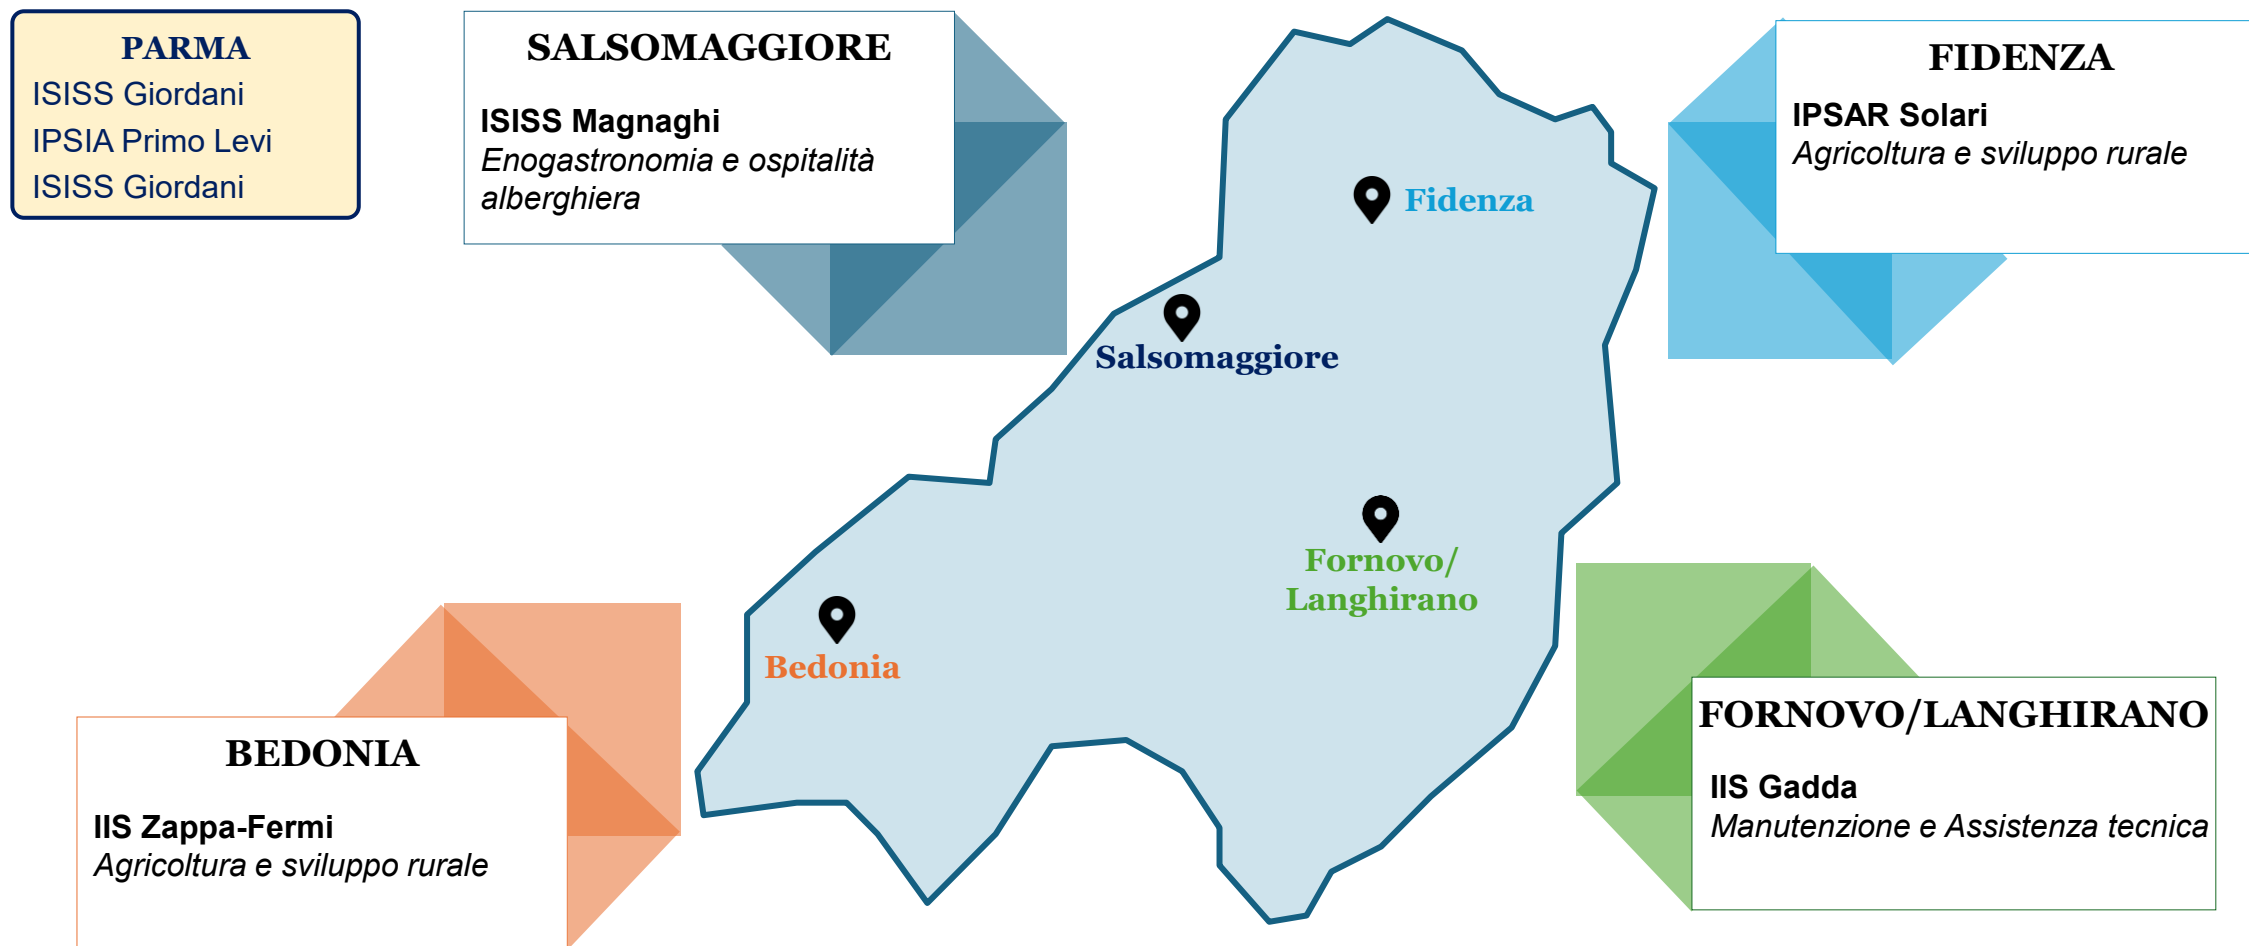 PARMA
ISISS Giordani
IPSIA Primo Levi
ISISS Giordani
SALSOMAGGIORE
ISISS Magnaghi
Enogastronomia e ospitalità
alberghiera
FIDENZA
IPSAR Solari
Agricoltura e sviluppo rurale
Fidenza
Salsomaggiore
Fornovo/
Langhirano
Bedonia
BEDONIA
IIS Zappa-Fermi
Agricoltura e sviluppo rurale
FORNOVO/LANGHIRANO
IIS Gadda
Manutenzione e Assistenza tecnica